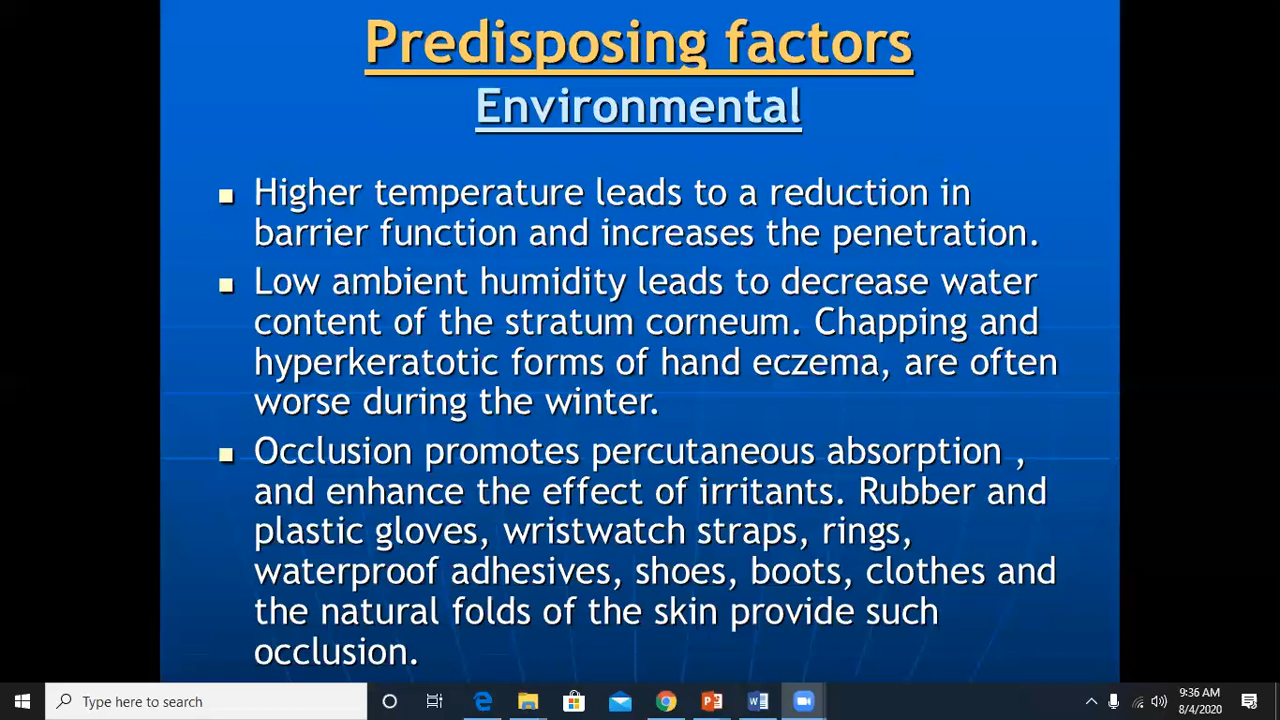 Predisposing factors
Environmental
Higher temperature leads to a reduction in
barrier function and increases the penetration.
Low ambient humidity leads to decrease water
content of the stratum corneum. Chapping and
hyperkeratotic forms of hand eczema, are often
worse during the winter.
Occlusion promotes percutaneous absorption ,
and enhance the effect of irritants. Rubber and
plastic gloves, wristwatch straps, rings,
waterproof adhesives, shoes, boots, clothes and
the natural folds of the skin provide such
occlusion.
Type here to search
9:36 AM
8/4/2020